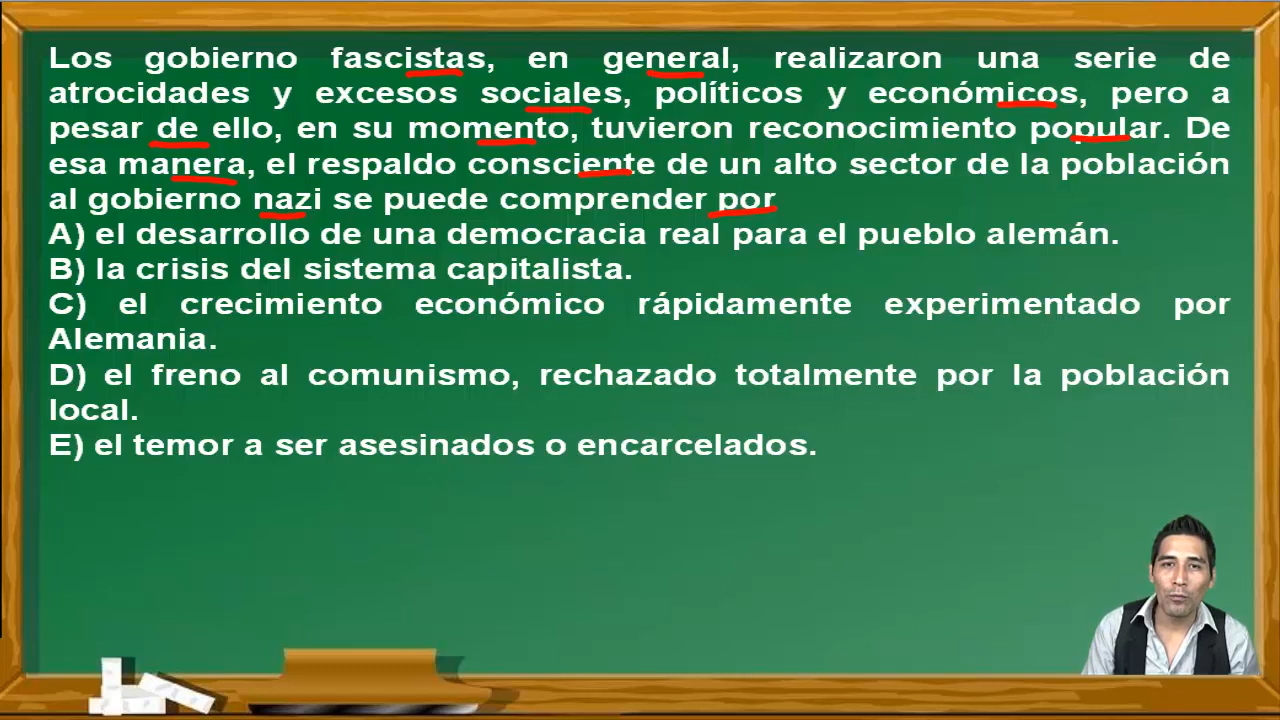 Los gobierno fascistas, en general, realizaron una serie de
atrocidades y excesos sociales, políticos y económicos, pero a
pesar de ello, en su momento, tuvieron reconocimiento popular. De
esa manera, el respaldo consciente de un alto sector de la población
al gobierno nazi se puede comprender por
A) el desarrollo de una democracia real para el pueblo alemán.
B) la crisis del sistema capitalista.
C) el crecimiento económico rápidamente experimentado por
Alemania.
D) el freno al comunismo, rechazado totalmente por la población
local.
E) el temor a ser asesinados o encarcelados.